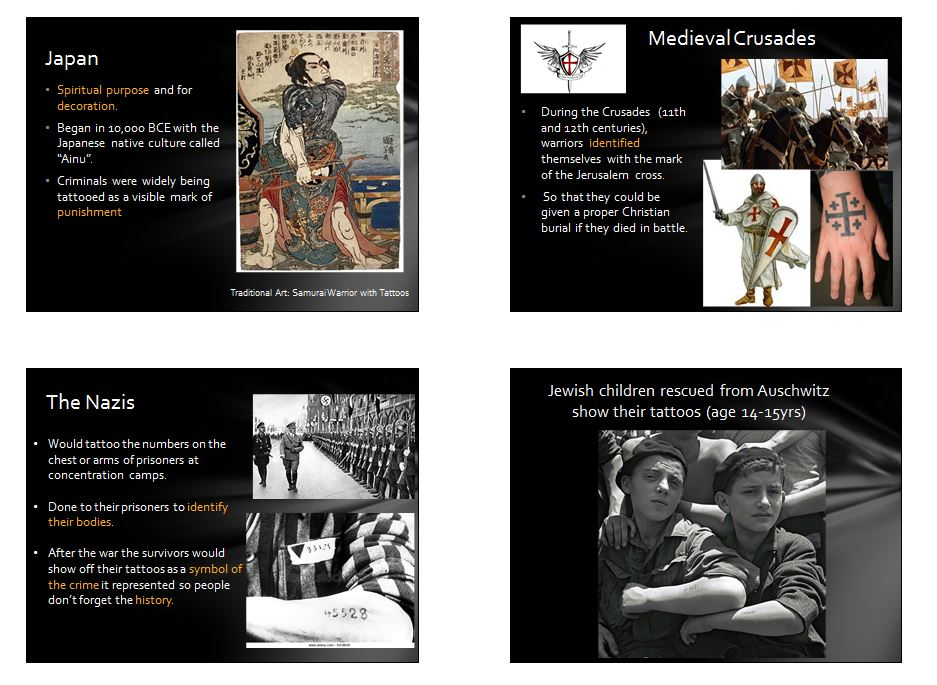 Japan
Spiritual purpose and for
decoration.
Began in 10,000 BCE with the
Japanese native culture called
“Ainu”.
Criminals were widely being
tattooed as a visible mark of
punishment
Traditional Art: Samurai Warrior with Tattoos
Medieval Crusades
During the Crusades (11th
and 12th centuries),
warriors identified
themselves with the mark
of the Jerusalem cross.
So that they could be
given a proper Christian
burial if they died in battle.
The Nazis
Would tattoo the numbers on the
chest or arms of prisoners at
concentration camps.
Done to their prisoners to identify
their bodies.
After the war the survivors would
show off their tattoos as a symbol of
the crime it represented so people
don’t forget the history.
45528
Jewish children rescued from Auschwitz
show their tattoos (age 14-15yrs)